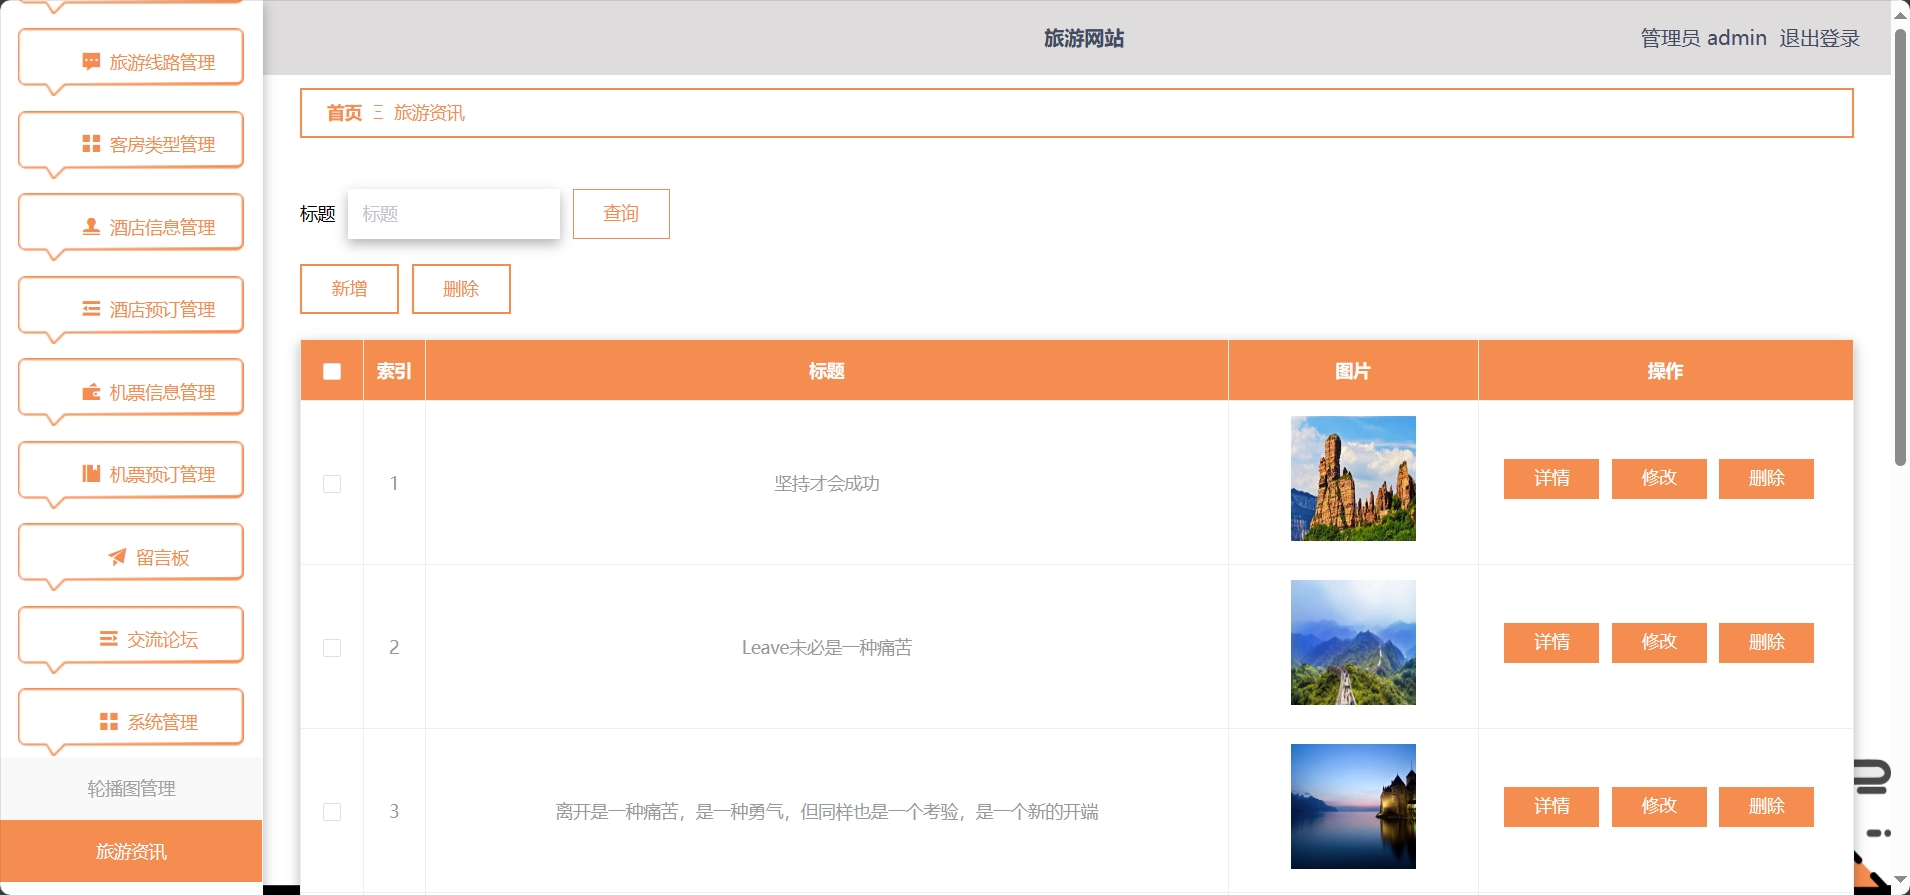 旅游网站
管理员 admin 退出登录
旅游线路管理
客房类型管理
酒店信息管理
酒店预订管理
机票信息管理
机票预订管理
留言板
交流论坛
系统管理
轮播图管理
旅游资讯
首页 Ξ 旅游资讯
标题 标题 查询
新增 删除
索引 标题 图片 操作
1 坚持才会成功 详情 修改 删除
2 Leave未必是一种痛苦 详情 修改 删除
3 离开是一种痛苦，是一种勇气，但同样也是一个考验，是一个新的开端 详情 修改 删除